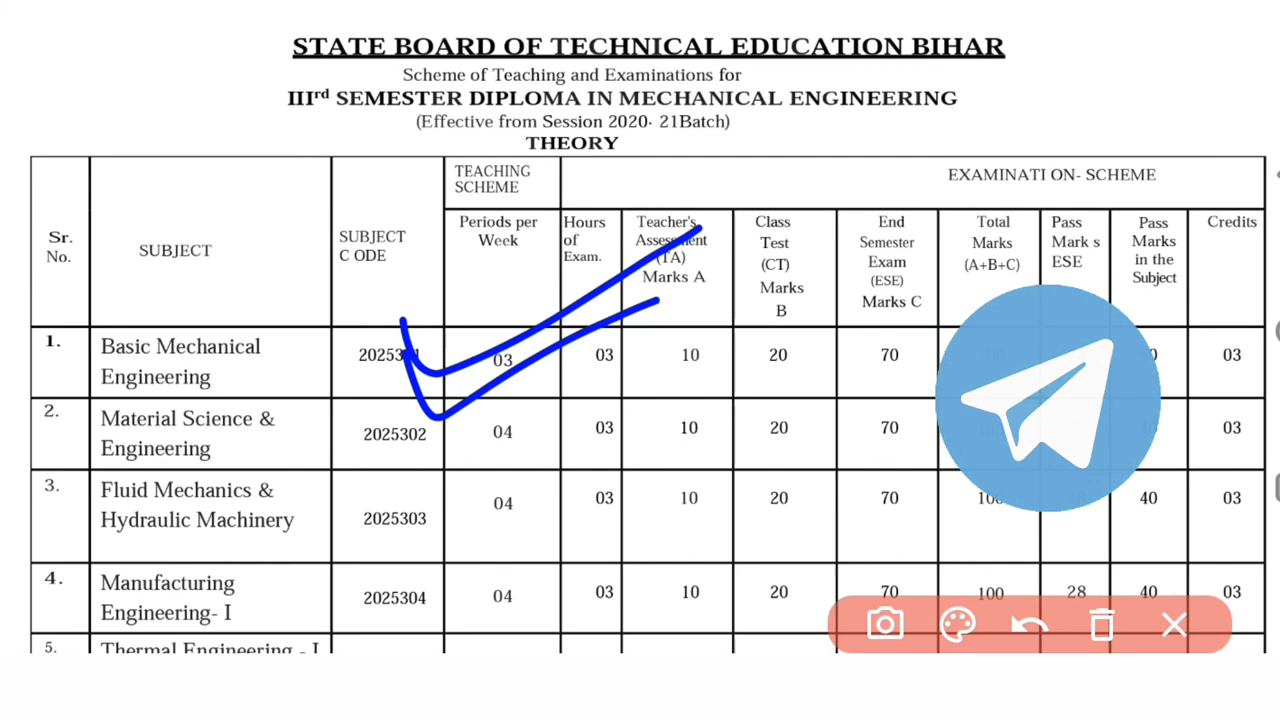 STATE BOARD OF TECHNICAL EDUCATION BIHAR
Scheme of Teaching and Examinations for
IIIrd SEMESTER DIPLOMA IN MECHANICAL ENGINEERING
(Effective from Session 2020- 21Batch)
THEORY
Sr. No.
SUBJECT
SUBJECT C ODE
TEACHING SCHEME
EXAMINATI ON- SCHEME
Periods per Week
Hours of Exam.
Teacher's Assessment (TA) Marks A
Class Test (CT) Marks B
End Semester Exam (ESE) Marks C
Total Marks (A+B+C)
Pass Mark s ESE
Pass Marks in the Subject
Credits
1. Basic Mechanical Engineering 03 03 10 20 70 03
2. Material Science & Engineering 2025302 04 03 10 20 70 03
3. Fluid Mechanics & Hydraulic Machinery 2025303 04 03 10 20 70 40 03
4. Manufacturing Engineering- I 2025304 04 03 10 20 70 100 28 40 03
5. Thermal Engineering - I